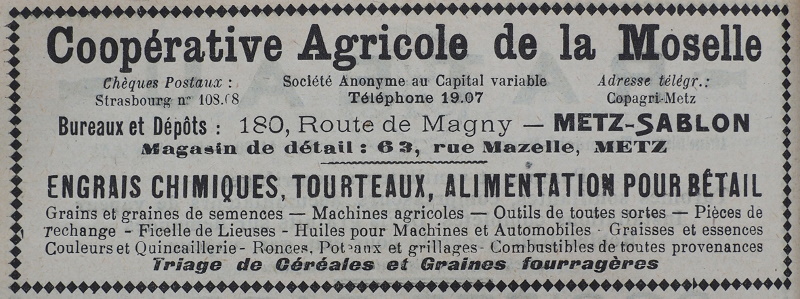 Coopérative Agricole de la Moselle
Chèques Postaux :
Strasbourg nº
Société Anonyme au Capital variable
Téléphone 19.07
Adresse télégr.:
Copagri-Metz
Bureaux et Dépôts : 180, Route de Magny — METZ-SABLON
Magasin de détail : 63, rue Mazelle, METZ
ENGRAIS CHIMIQUES, TOURTEAUX, ALIMENTATION POUR BÉTAIL
Grains et graines de semences — Machines agricoles — Outils de toutes sortes — Pièces de
rechange - Ficelle de Lieuses - Huiles pour Machines et Automobiles - Graisses et essences
Couleurs et Quincaillerie - Ronces, Poteaux et grillages - Combustibles de toutes provenances
Triage de Céréales et Graines fourragères